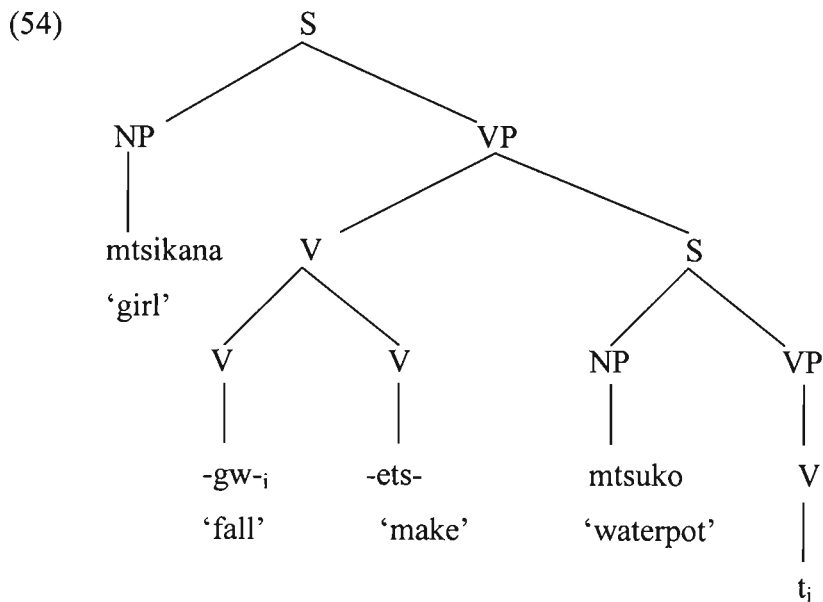 (54) S
NP VP
mtsikana V S
‘girl’
V V NP VP
-gw-i -ets- mtsuko V
‘fall’ ‘make’ ‘waterpot’
ti